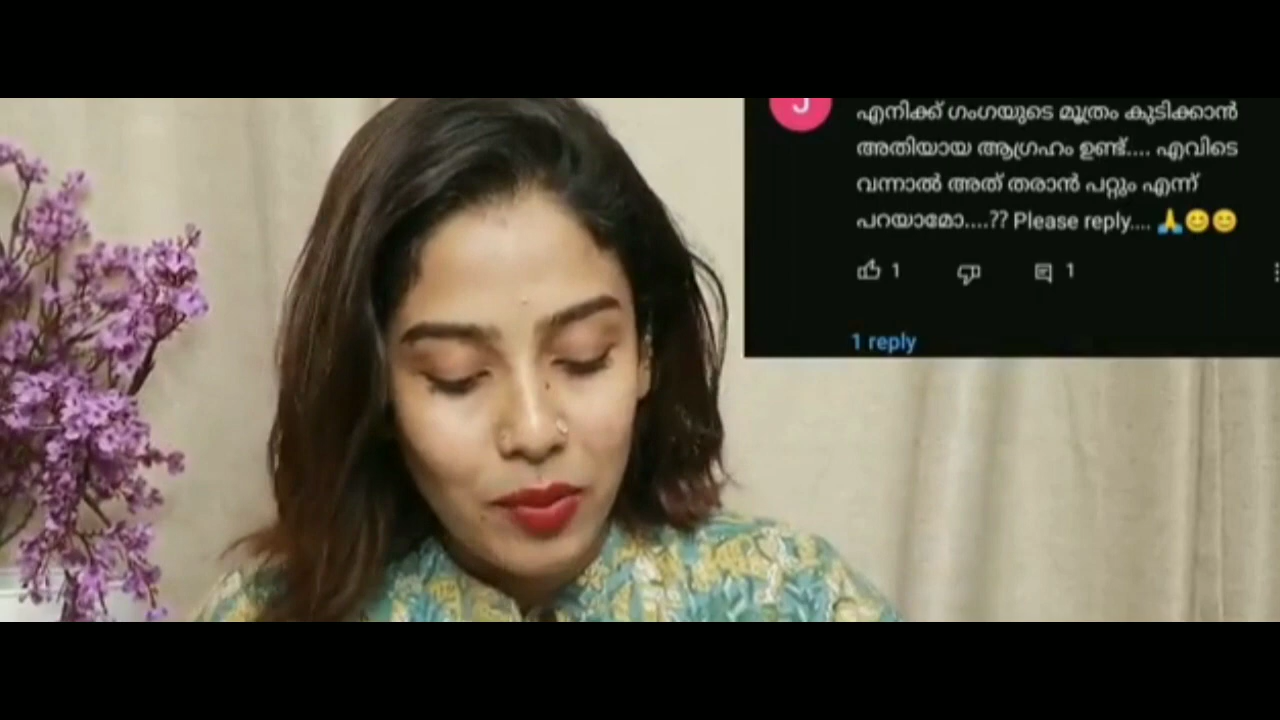 J
എനിക്ക് ഗംഗയുടെ മൂത്രം കുടിക്കാൻ
അതിയായ ആഗ്രഹം ഉണ്ട്.... എവിടെ
വന്നാൽ അത് തരാൻ പറ്റും എന്ന്
പറയാമോ....?? Please reply.... 🙏😊😊
1 1
1 reply